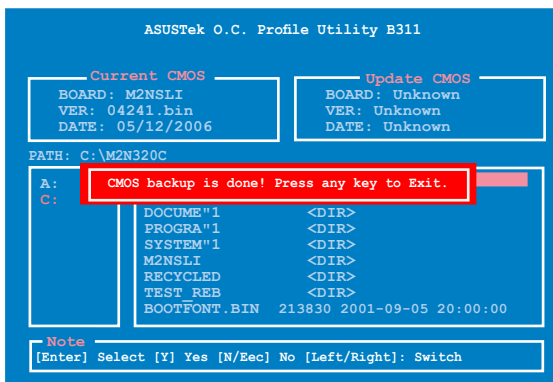 ASUSTek O.C. Profile Utility B311
Current CMOS
BOARD: M2NSLI
VER: 04241.bin
DATE: 05/12/2006
Update CMOS
BOARD: Unknown
VER: Unknown
DATE: Unknown
PATH: C:\M2N320C
A:
C:
CMOS backup is done! Press any key to Exit.
DOCUME"1 <DIR>
PROGRA"1 <DIR>
SYSTEM"1 <DIR>
M2NSLI <DIR>
RECYCLED <DIR>
TEST_REB <DIR>
BOOTFONT.BIN 213830 2001-09-05 20:00:00
Note
[Enter] Select [Y] Yes [N/Eec] No [Left/Right]: Switch